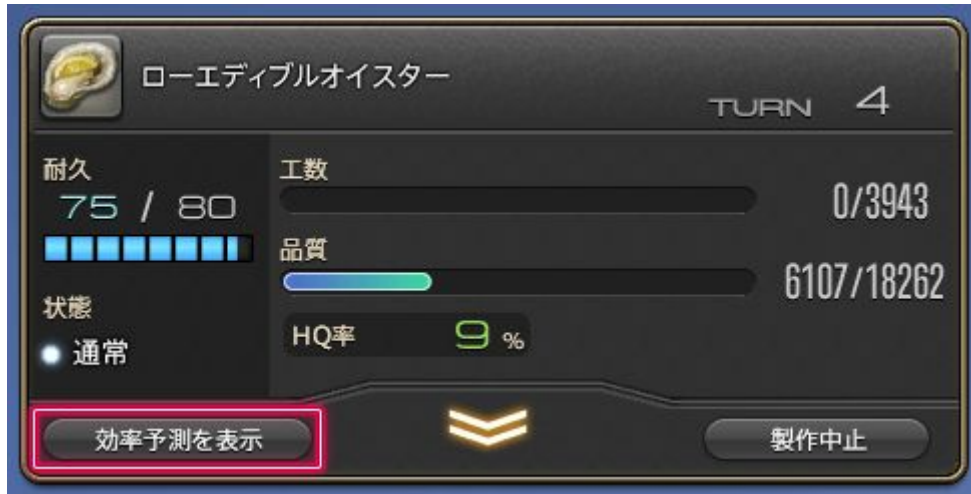 ローエディブルオイスター
TURN 4
耐久
75 / 80
工数
0/3943
品質
6107/18262
状態
通常
HQ率 9 %
効率予測を表示
製作中止